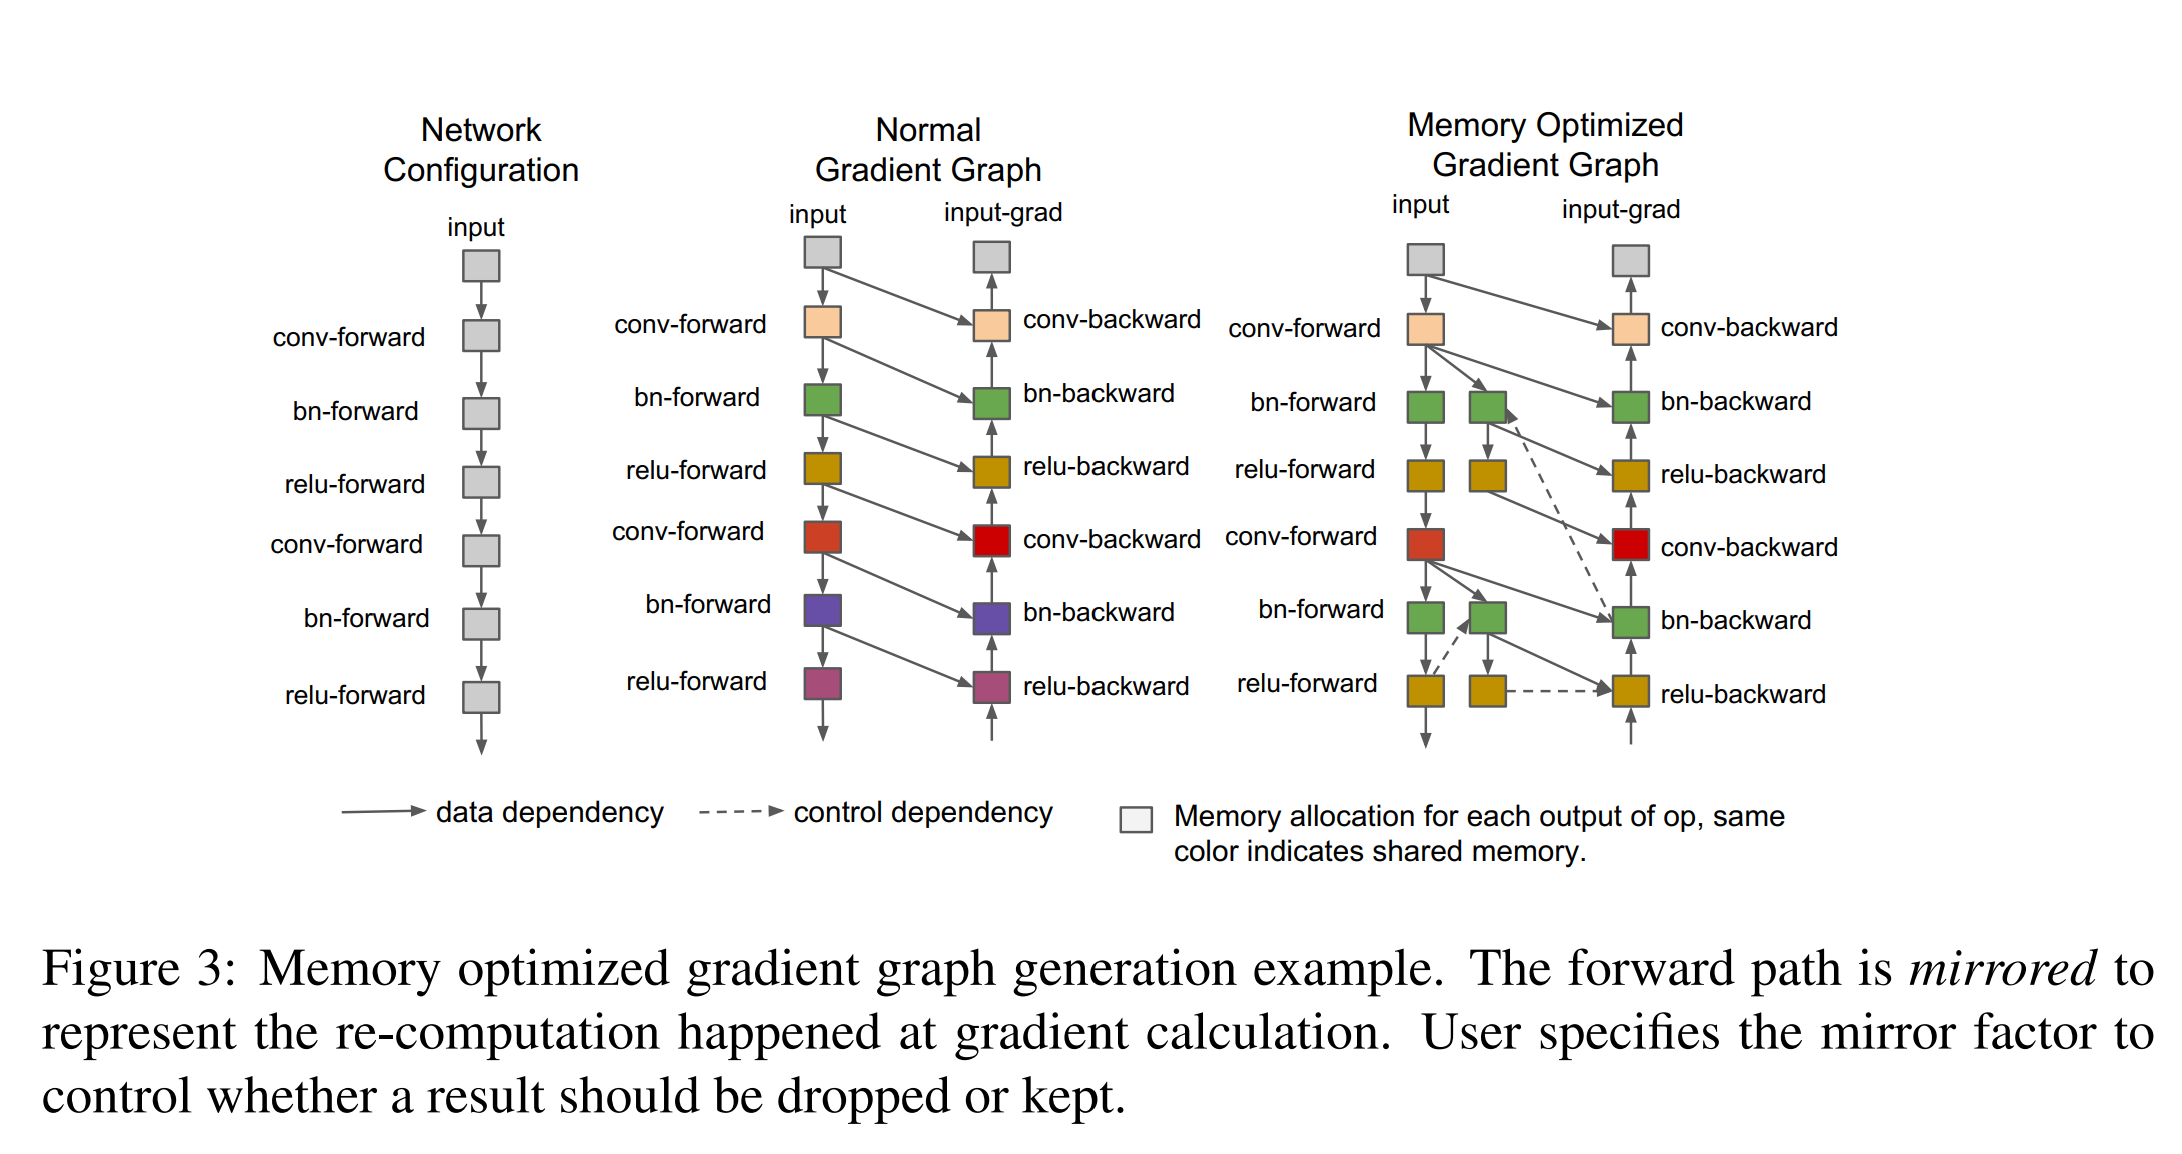 Network
Configuration
input
conv-forward
bn-forward
relu-forward
conv-forward
bn-forward
relu-forward
Normal
Gradient Graph
input
input-grad
conv-forward
conv-backward
bn-forward
bn-backward
relu-forward
relu-backward
conv-forward
conv-backward
bn-forward
bn-backward
relu-forward
relu-backward
Memory Optimized
Gradient Graph
input
input-grad
conv-forward
conv-backward
bn-forward
bn-backward
relu-forward
relu-backward
conv-forward
conv-backward
bn-forward
bn-backward
relu-forward
relu-backward
data dependency
control dependency
Memory allocation for each output of op, same
color indicates shared memory.
Figure 3: Memory optimized gradient graph generation example. The forward path is mirrored to
represent the re-computation happened at gradient calculation. User specifies the mirror factor to
control whether a result should be dropped or kept.